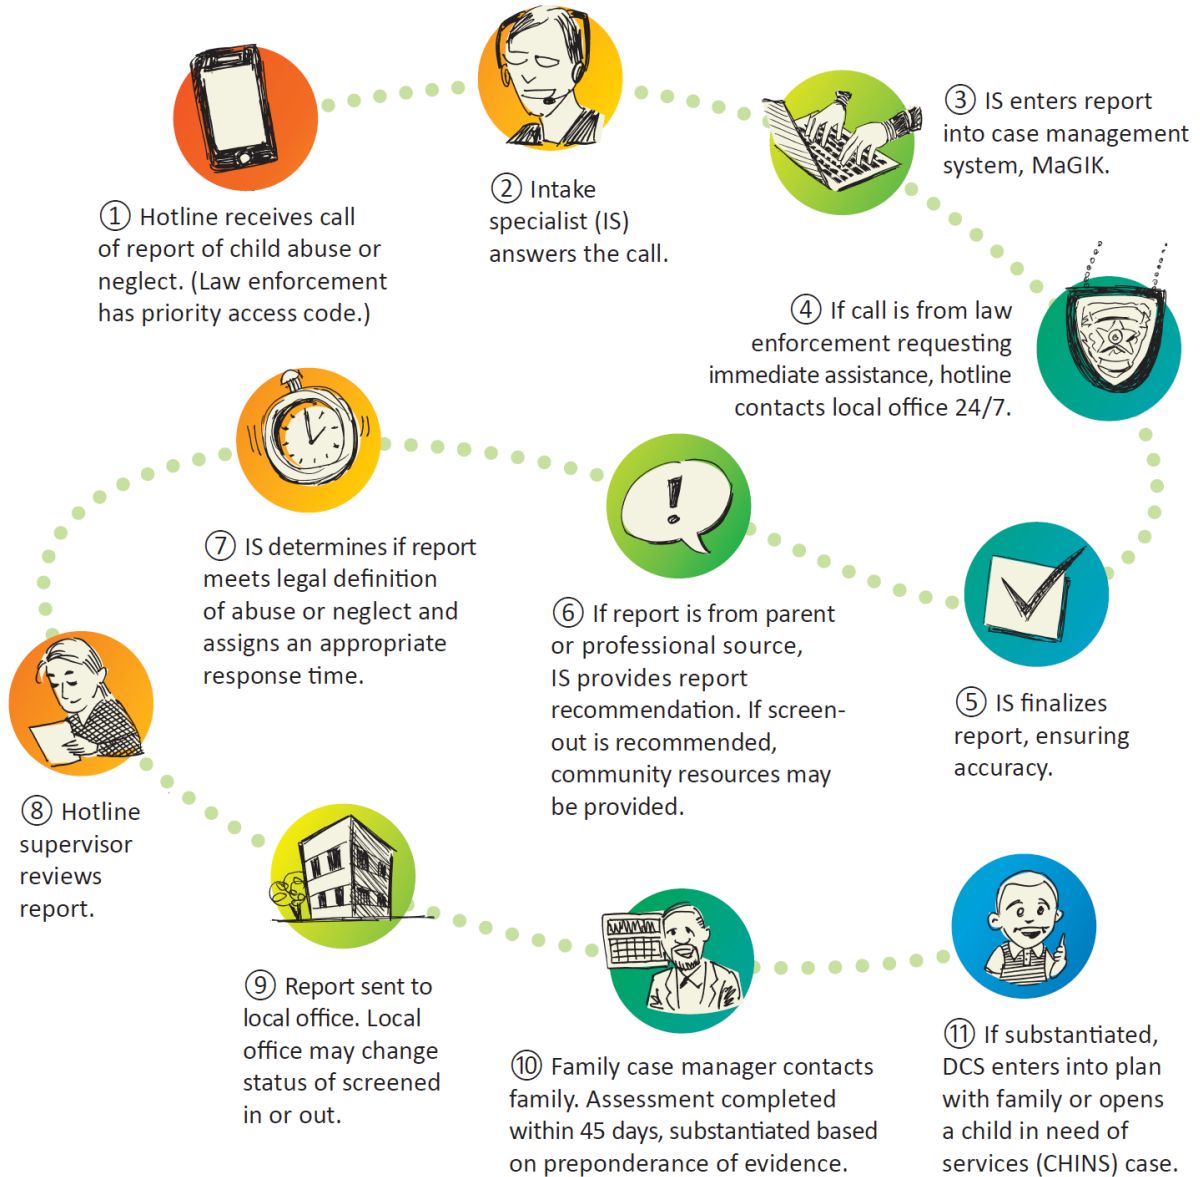 ① Hotline receives call
of report of child abuse or
neglect. (Law enforcement
has priority access code.)
② Intake
specialist (IS)
answers the call.
③ IS enters report
into case management
system, MaGIK.
④ If call is from law
enforcement requesting
immediate assistance, hotline
contacts local office 24/7.
⑤ IS finalizes
report, ensuring
accuracy.
⑥ If report is from parent
or professional source,
IS provides report
recommendation. If screen-
out is recommended,
community resources may
be provided.
⑦ IS determines if report
meets legal definition
of abuse or neglect and
assigns an appropriate
response time.
⑧ Hotline
supervisor
reviews
report.
⑨ Report sent to
local office. Local
office may change
status of screened
in or out.
⑩ Family case manager contacts
family. Assessment completed
within 45 days, substantiated based
on preponderance of evidence.
⑪ If substantiated,
DCS enters into plan
with family or opens
a child in need of
services (CHINS) case.